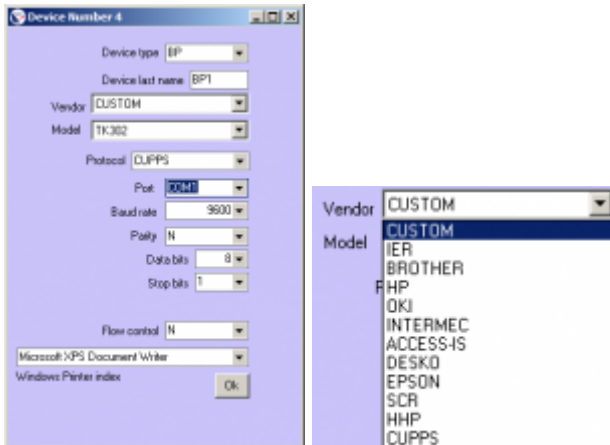 Device Number 4
Device type BP
Device last name BP1
Vendor CUSTOM
Model TK302
Protocol CUPPS
Port COM1
Baud rate 9600
Parity N
Data bits 8
Stop bits 1
Flow control N
Microsoft XPS Document Writer
Windows Printer index
Ok
Vendor CUSTOM
CUSTOM
Model IER
BROTHER
F HP
OKI
INTERMEC
ACCESS-IS
DESKO
EPSON
SCR
HHP
CUPPS